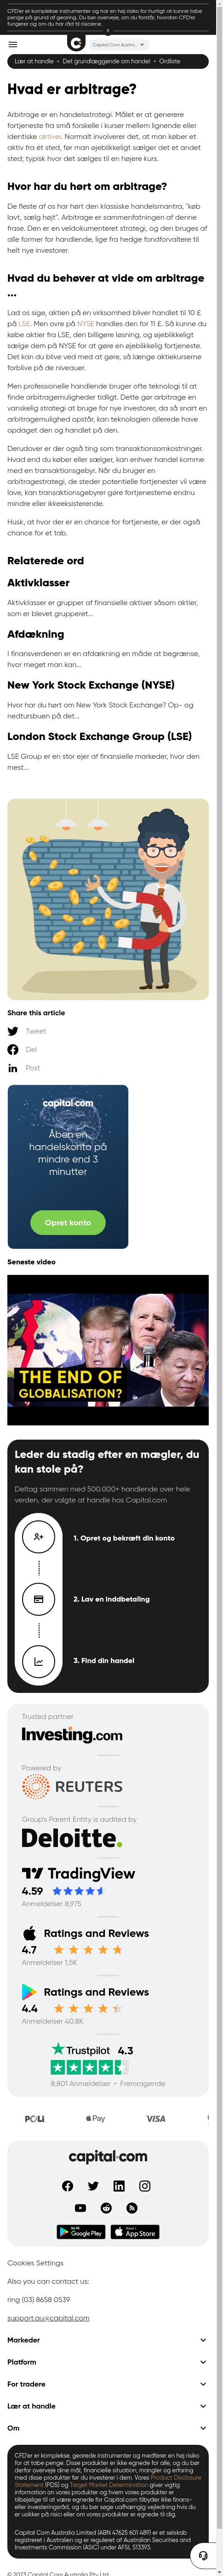 CFD'er er komplekse instrumenter og har en høj risiko for hurtigt at kunne tabe penge på grund af gearing. Du bør overveje, om du forstår, hvordan CFD'er fungerer og om du har råd til risiciene.
Capital Com Austra...
Lær at handle • Det grundlæggende om handel • Ordliste
Hvad er arbitrage?
Arbitrage er en handelsstrategi. Målet er at generere fortjeneste fra små forskelle i kurser mellem lignende eller identiske aktiver. Normalt involverer det, at man køber et aktiv fra ét sted, før man øjeblikkeligt sælger det et andet sted; typisk hvor det sælges til en højere kurs.
Hvor har du hørt om arbitrage?
De fleste af os har hørt den klassiske handelsmantra, "køb lavt, sælg højt". Arbitrage er sammenfatningen af denne frase. Den er en veldokumenteret strategi, og den bruges af alle former for handlende, lige fra hedge fondforvaltere til helt nye investorer.
Hvad du behøver at vide om arbitrage
...
Lad os sige, aktien på en virksomhed bliver handlet til 10 £ på LSE. Men ovre på NYSE handles den for 11 £. Så kunne du købe aktier fra LSE, den billigere løsning, og øjeblikkeligt sælge dem på NYSE for at gøre en øjeblikkelig fortjeneste. Det kan du blive ved med at gøre, så længe aktiekurserne forblive på de niveauer.
Men professionelle handlende bruger ofte teknologi til at finde arbitragemuligheder tidligt. Dette gør arbitrage en vanskelig strategi at bruge for nye investorer, da så snart en arbitragemulighed opstår, kan teknologien allerede have opdaget den og handlet på den.
Derudover er der også ting som transaktionsomkostninger. Hvad end du køber eller sælger, kan enhver handel komme med en transaktionsgebyr. Når du bruger en arbitragestrategi, de steder potentielle fortjenester vil være lav, kan transaktionsgebyrer gøre fortjenesterne endnu mindre eller ikkeeksisterende.
Husk, at hvor der er en chance for fortjeneste, er der også chance for et tab.
Relaterede ord
Aktivklasser
Aktivklasser er grupper af finansielle aktiver såsom aktier, som er blevet grupperet...
Afdækning
I finansverdenen er en afdækning en måde at begrænse, hvor meget man kan...
New York Stock Exchange (NYSE)
Hvor har du hørt om New York Stock Exchange? Op- og nedtursbuen på det...
London Stock Exchange Group (LSE)
LSE Group er en stor ejer af finansielle markeder, hvor den mest...
Share this article
Tweet
Del
Post
capital.com
Åben en handelskonto på mindre end 3 minutter
Opret konto
Seneste video
THE END OF
GLOBALISATION?
Leder du stadig efter en mægler, du kan stole på?
Deltag sammen med 500.000+ handlende over hele verden, der valgte at handle hos Capital.com
1. Opret og bekræft din konto
2. Lav en inddbetaling
3. Find din handel
Trusted partner
Investing.com
Powered by
REUTERS
Group's Parent Entity is audited by
Deloitte.
TradingView
4.59
Anmeldelser 8,975
Ratings and Reviews
4.7
Anmeldelser 1,5K
Ratings and Reviews
4.4
Anmeldelser 40,8K
Trustpilot 4.3
8,801 Anmeldelser • Fremragende
POLi
Pay
VISA
capital.com
Google Play
App Store
Cookies Settings
Also you can contact us:
ring (03) 8658 0539
support.au@capital.com
Markeder
Platform
For tradere
Lær at handle
Om
CFD'er er komplekse, gearede instrumenter og medfører en høj risiko for et tab. Disse produkter er ikke egnede for alle, og du bør derfor overveje din mål, finansielle situation, mangler og erfaring med disse produkter før du investerer i dem. Vores Product Disclosure Statement (PDS) og Target Market Determination giver vigtig information om vores produkter og hvem vores produkter er tilbøjelige til at være egnede for Capital.com tilbyder ikke finans- eller investeringsråd, og du bør søge uvildig rådgivning hvis du er usikker på risici eller om vores produkter er egnede til dig.
Capital Com Australia Limited (ABN 47 625 601 489) er et selskab registreret i Australien og er reguleret af Australian Securities and Investments Commission (ASIC) under AFSL 513393.
© 2023 Capital Com Australia Pty Ltd